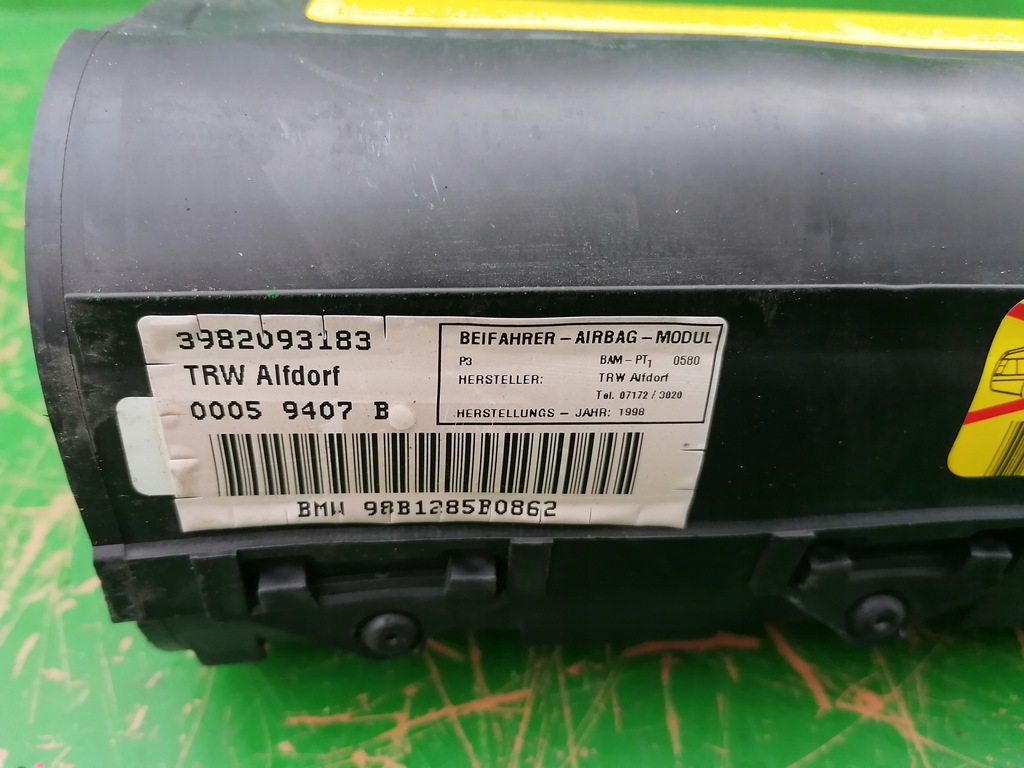 3982093183
TRW Alfdorf
0005 9407 B
BEIFAHRER – AIRBAG – MODUL
P3 BAM – PT1 0580
HERSTELLER: TRW Alfdorf
Tel. 07172 / 3020
HERSTELLUNGS – JAHR: 1998
BMW 98B1285B0862